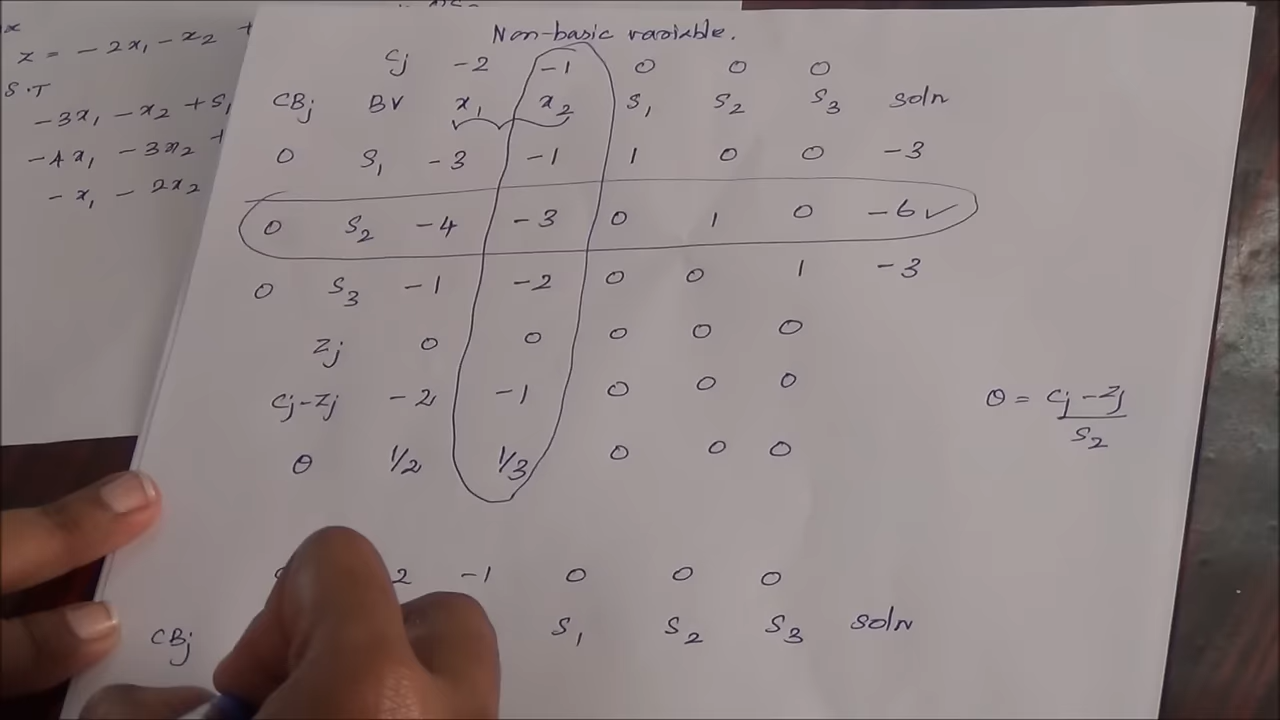 z = -2x₁ - x₂ +
S.T
-3x₁ - x₂ + s₁
-4x₁ - 3x₂ +
-x₁ - 2x₂
Non-basic variable.
Cj -2 -1 0 0 0
CBj BV x₁ x₂ S₁ S₂ S₃ soln
0 S₁ -3 -1 1 0 0 -3
0 S₂ -4 -3 0 1 0 -6 ✓
0 S₃ -1 -2 0 0 1 -3
Zj 0 0 0 0 0
Cj-Zj -2 -1 0 0 0
θ 1/2 1/3 0 0 0
θ = Cj-Zj
S₂
2 -1 0 0 0
CBj S₁ S₂ S₃ soln